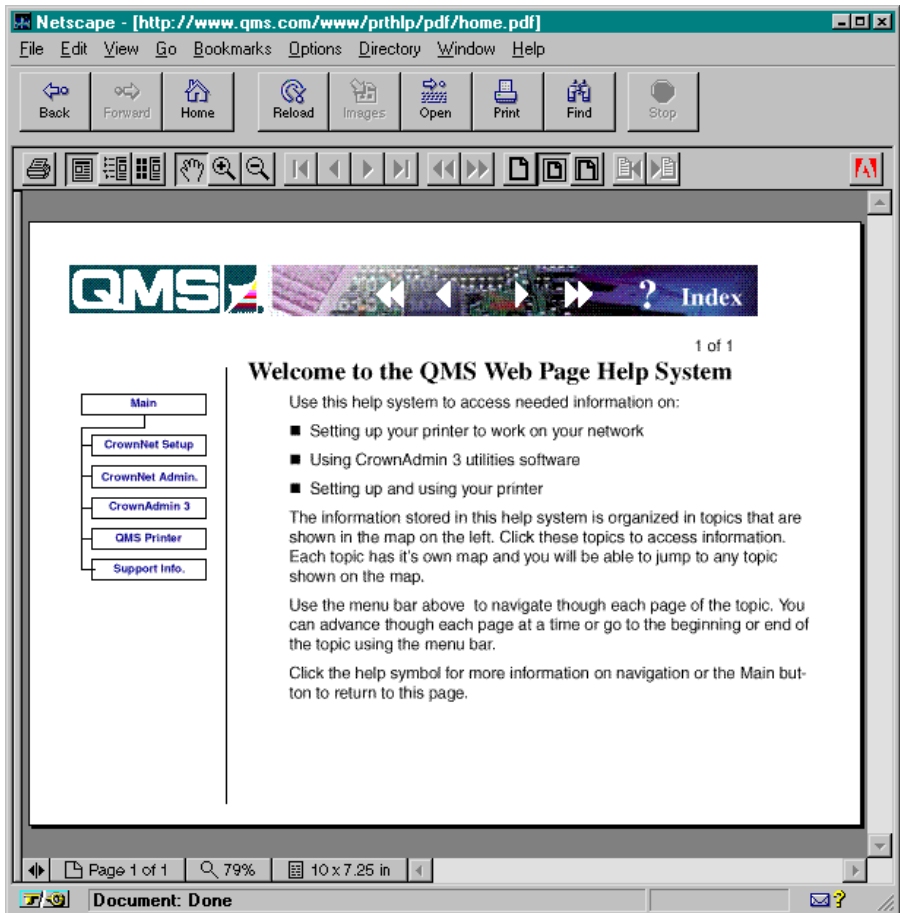 Netscape - [http://www.qms.com/www/prthlp/pdf/home.pdf]
File Edit View Go Bookmarks Options Directory Window Help
Back Forward Home Reload Images Open Print Find Stop
QMS ? Index
1 of 1
Welcome to the QMS Web Page Help System
Main
CrownNet Setup
CrownNet Admin.
CrownAdmin 3
QMS Printer
Support Info.
Use this help system to access needed information on:
■ Setting up your printer to work on your network
■ Using CrownAdmin 3 utilities software
■ Setting up and using your printer
The information stored in this help system is organized in topics that are
shown in the map on the left. Click these topics to access information.
Each topic has it's own map and you will be able to jump to any topic
shown on the map.
Use the menu bar above to navigate though each page of the topic. You
can advance though each page at a time or go to the beginning or end of
the topic using the menu bar.
Click the help symbol for more information on navigation or the Main but-
ton to return to this page.
Page 1 of 1 79% 10 x 7.25 in
Document: Done ?